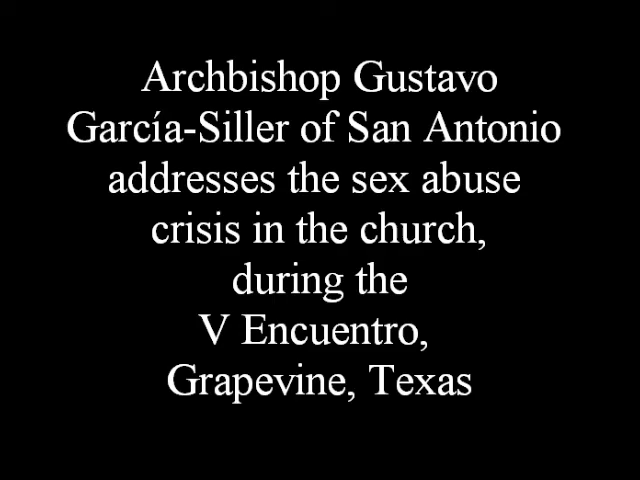 Archbishop Gustavo
García-Siller of San Antonio
addresses the sex abuse
crisis in the church,
during the
V Encuentro,
Grapevine, Texas